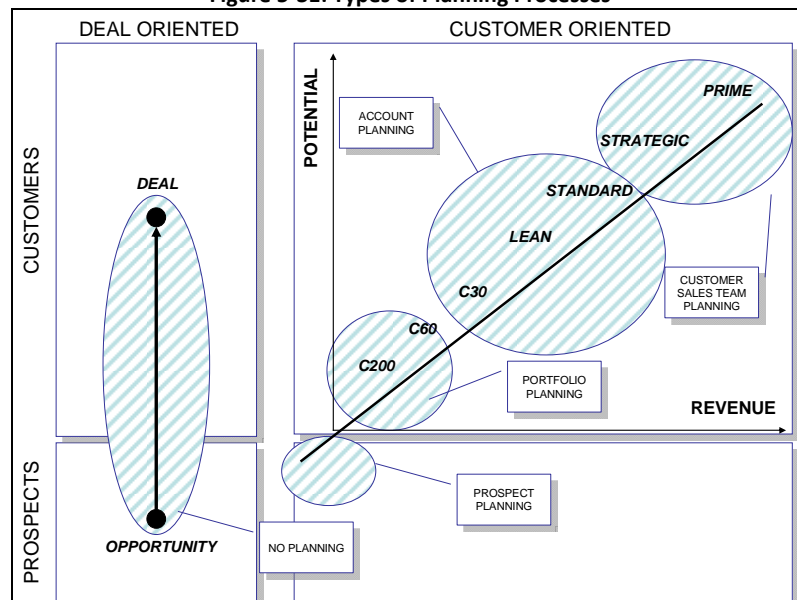 DEAL ORIENTED
CUSTOMER ORIENTED
CUSTOMERS
PROSPECTS
DEAL
OPPORTUNITY
NO PLANNING
POTENTIAL
REVENUE
ACCOUNT
PLANNING
PRIME
STRATEGIC
STANDARD
LEAN
C30
C60
C200
CUSTOMER
SALES TEAM
PLANNING
PORTFOLIO
PLANNING
PROSPECT
PLANNING